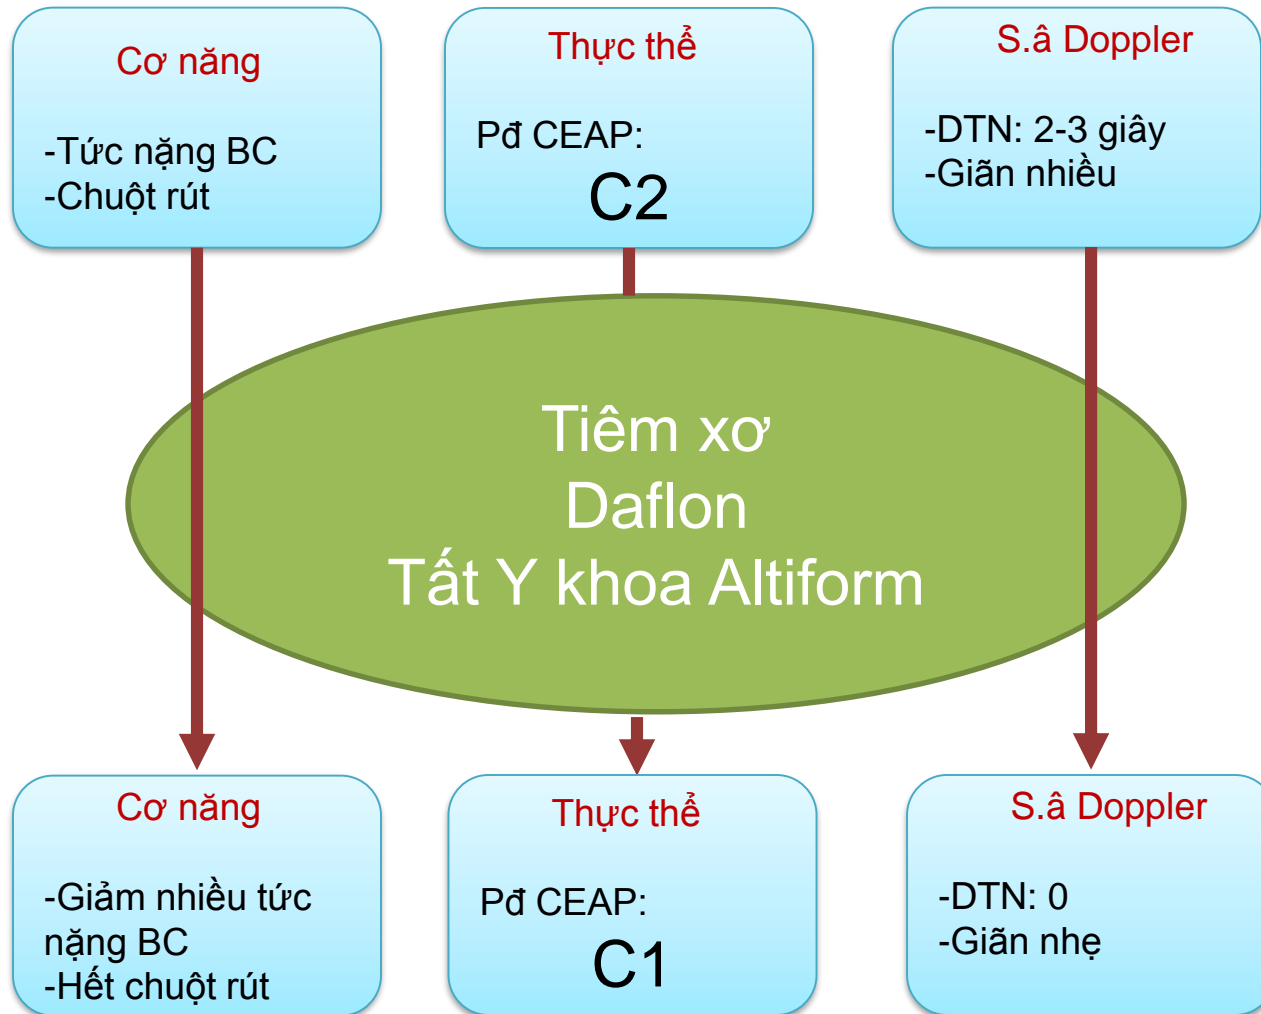 Cơ năng
-Tức nặng BC
-Chuột rút
Thực thể
Pđ CEAP:
C2
S.â Doppler
-DTN: 2-3 giây
-Giãn nhiều
Tiêm xơ
Daflon
Tất Y khoa Altiform
Cơ năng
-Giảm nhiều tức
nặng BC
-Hết chuột rút
Thực thể
Pđ CEAP:
C1
S.â Doppler
-DTN: 0
-Giãn nhẹ